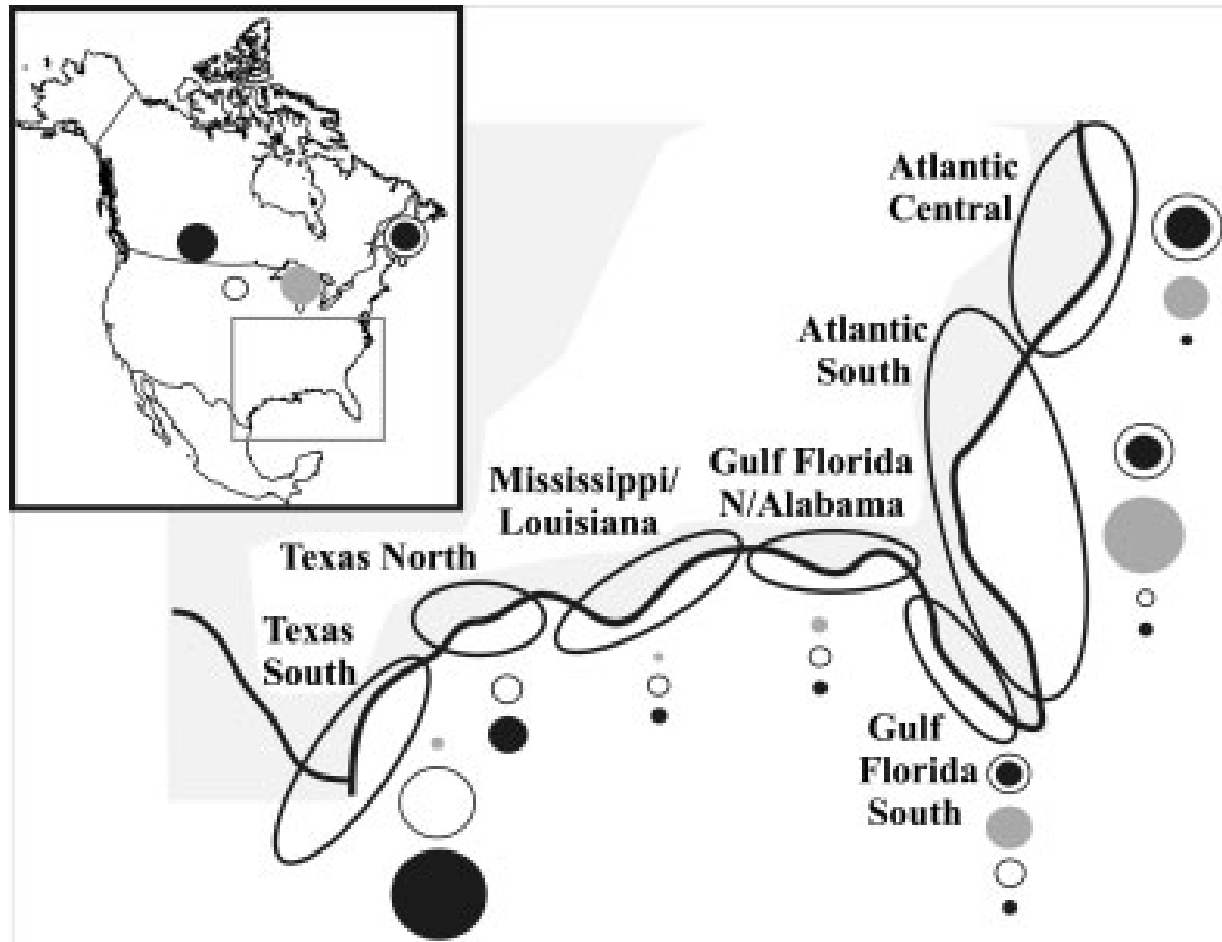 Atlantic
Central
Atlantic
South
Gulf Florida
N/Alabama
Mississippi/
Louisiana
Texas North
Texas
South
Gulf
Florida
South